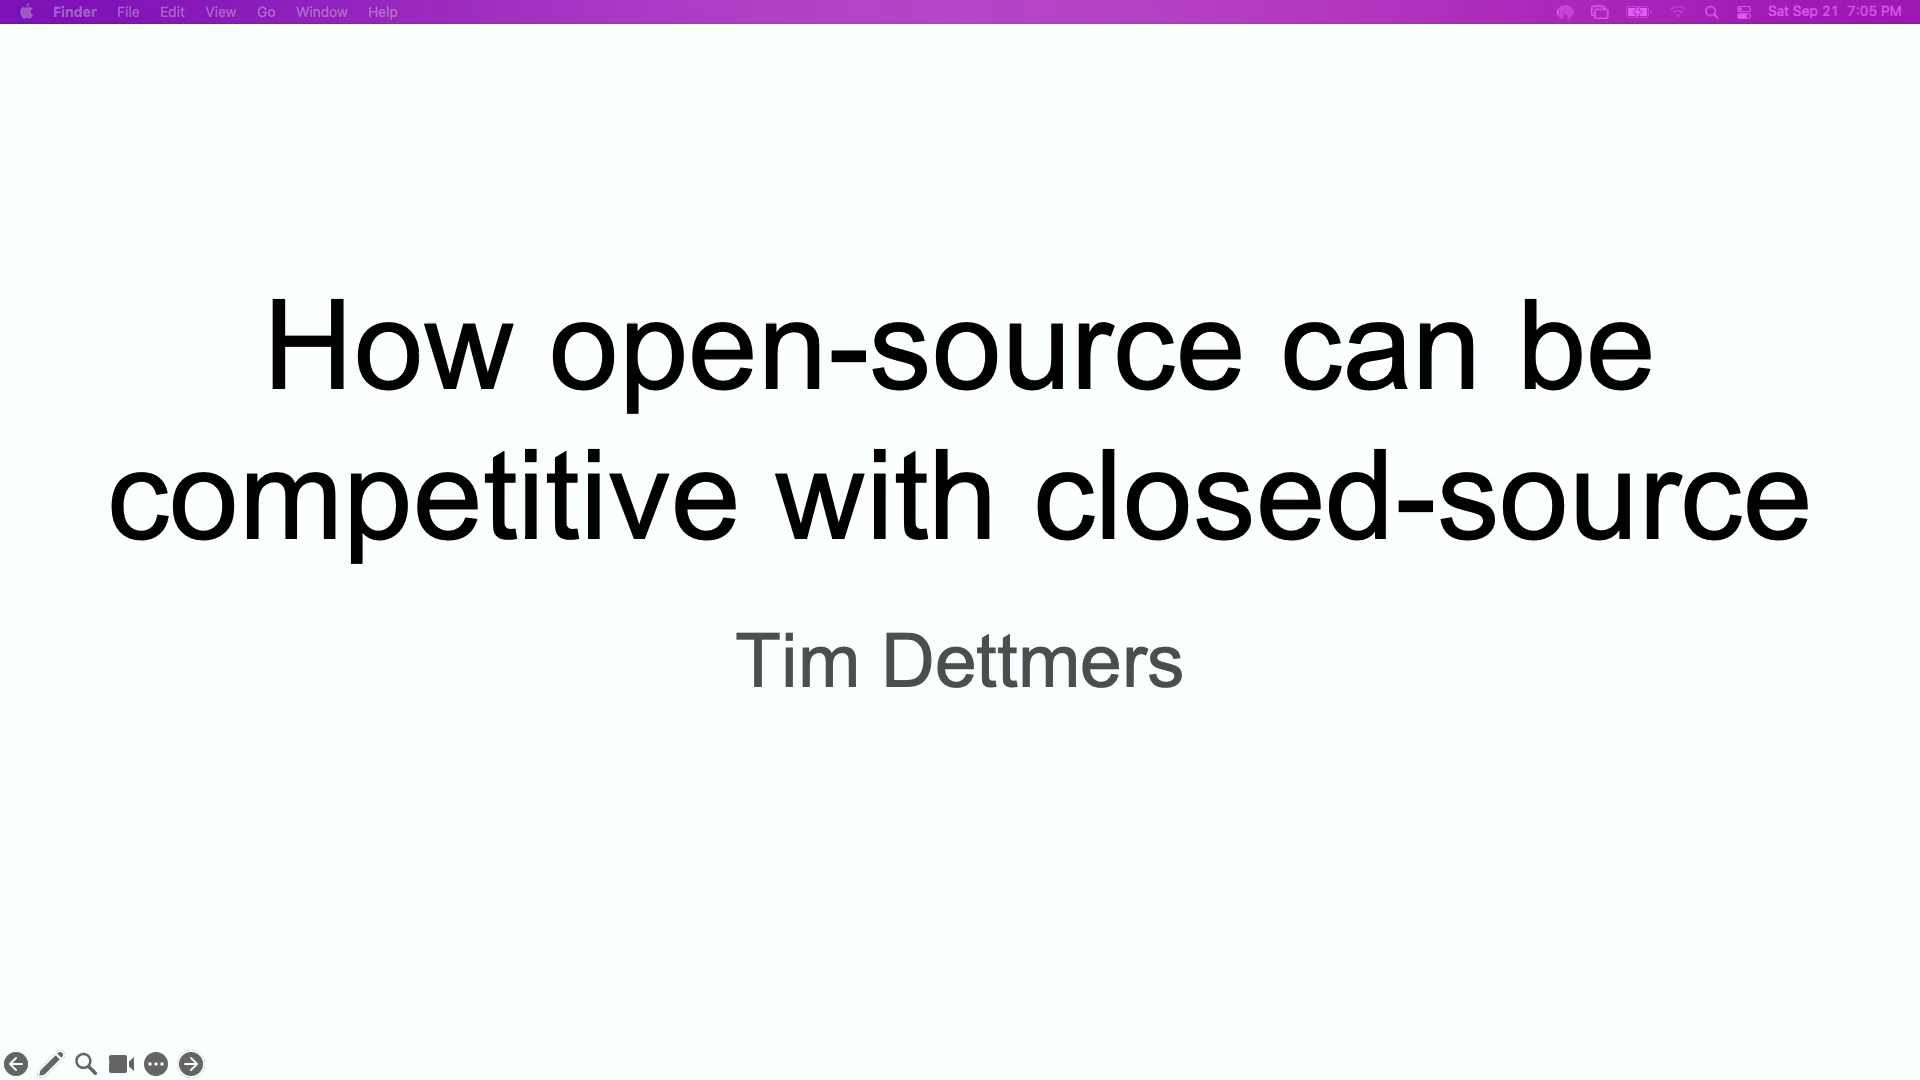 Finder File Edit View Go Window Help Sat Sep 21 7:05 PM
How open-source can be
competitive with closed-source
Tim Dettmers